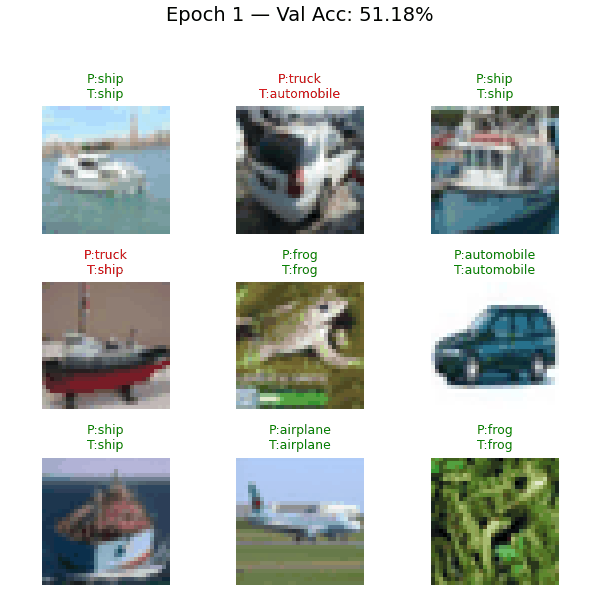 Epoch 1 — Val Acc: 51.18%
P:ship
T:ship
P:truck
T:automobile
P:ship
T:ship
P:truck
T:ship
P:frog
T:frog
P:automobile
T:automobile
P:ship
T:ship
P:airplane
T:airplane
P:frog
T:frog